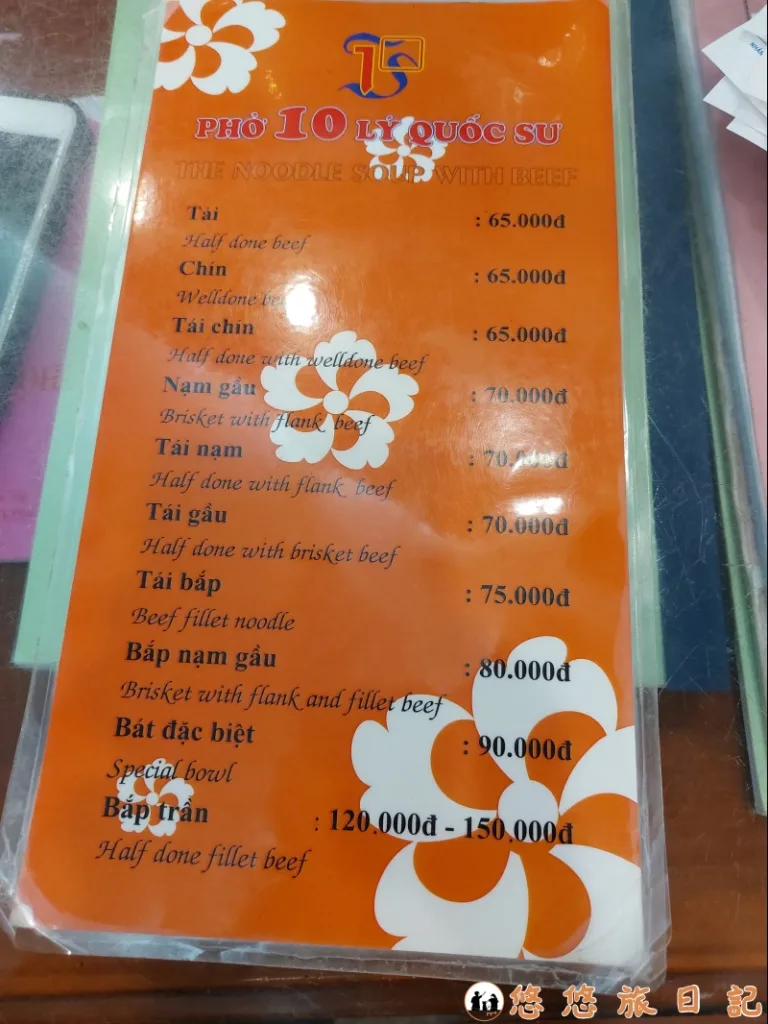 PHỞ 10 LÝ QUỐC SƯ
THE NOODLE SOUP WITH BEEF
Tái : 65.000đ
Half done beef
Chín : 65.000đ
Welldone
Tái chín : 65.000đ
Half done with welldone beef
Nạm gầu : 70.000đ
Brisket with flank beef
Tái nạm : 70.000đ
Half done with flank beef
Tái gầu : 70.000đ
Half done with brisket beef
Tái bắp : 75.000đ
Beef fillet noodle
Bắp nạm gầu : 80.000đ
Brisket with flank and fillet beef
Bát đặc biệt : 90.000đ
Special bowl
Bắp trần : 120.000đ - 150.000đ
Half done fillet beef
悠悠旅日記